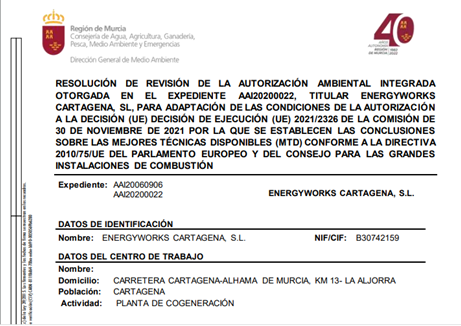 Región de Murcia
Consejería de Agua, Agricultura, Ganadería,
Pesca, Medio Ambiente y Emergencias
Dirección General de Medio Ambiente
40
RESOLUCIÓN DE REVISIÓN DE LA AUTORIZACIÓN AMBIENTAL INTEGRADA
OTORGADA EN EL EXPEDIENTE AAI20200022, TITULAR ENERGYWORKS
CARTAGENA, SL, PARA ADAPTACIÓN DE LAS CONDICIONES DE LA AUTORIZACIÓN
A LA DECISIÓN (UE) DECISIÓN DE EJECUCIÓN (UE) 2021/2326 DE LA COMISIÓN DE
30 DE NOVIEMBRE DE 2021 POR LA QUE SE ESTABLECEN LAS CONCLUSIONES
SOBRE LAS MEJORES TÉCNICAS DISPONIBLES (MTD) CONFORME A LA DIRECTIVA
2010/75/UE DEL PARLAMENTO EUROPEO Y DEL CONSEJO PARA LAS GRANDES
INSTALACIONES DE COMBUSTIÓN
Expediente: AAI20060906
AAI20200022
ENERGYWORKS CARTAGENA, S.L.
DATOS DE IDENTIFICACIÓN
Nombre: ENERGYWORKS CARTAGENA, S.L. NIF/CIF: B30742159
DATOS DEL CENTRO DE TRABAJO
Nombre:
Domicilio: CARRETERA CARTAGENA-ALHAMA DE MURCIA, KM 13- LA ALJORRA
Población: CARTAGENA
Actividad: PLANTA DE COGENERACIÓN